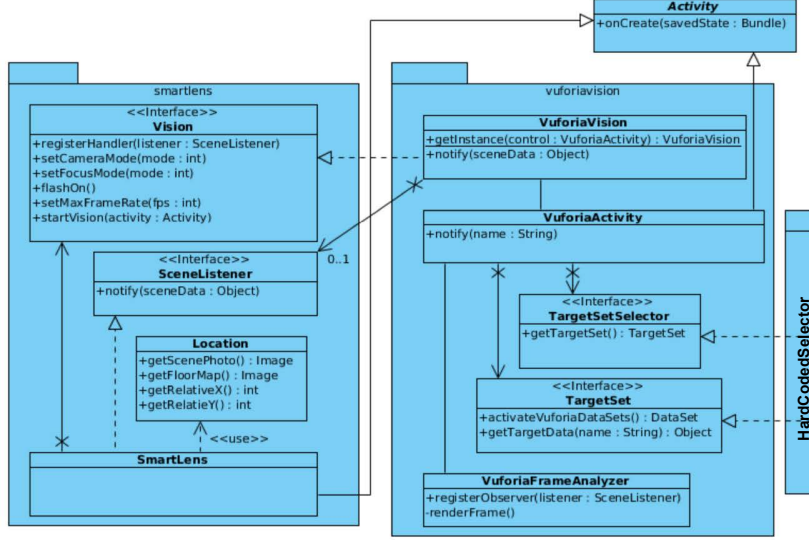 Activity
+onCreate(savedState : Bundle)
smartlens
<<Interface>>
Vision
+registerHandler(listener : SceneListener)
+setCameraMode(mode : int)
+setFocusMode(mode : int)
+flashOn()
+setMaxFrameRate(fps : int)
+startVision(activity : Activity)
<<Interface>>
SceneListener
+notify(sceneData : Object)
0..1
Location
+getScenePhoto() : Image
+getFloorMap() : Image
+getRelativeX() : int
+getRelatieY() : int
<<use>>
SmartLens
vuforiavision
VuforiaVision
+getInstance(control : VuforiaActivity) : VuforiaVision
+notify(sceneData : Object)
VuforiaActivity
+notify(name : String)
<<Interface>>
TargetSetSelector
+getTargetSet() : TargetSet
<<Interface>>
TargetSet
+activateVuforiaDataSets() : DataSet
+getTargetData(name : String) : Object
VuforiaFrameAnalyzer
+registerObserver(listener : SceneListener)
-renderFrame()
HardCodedSelector